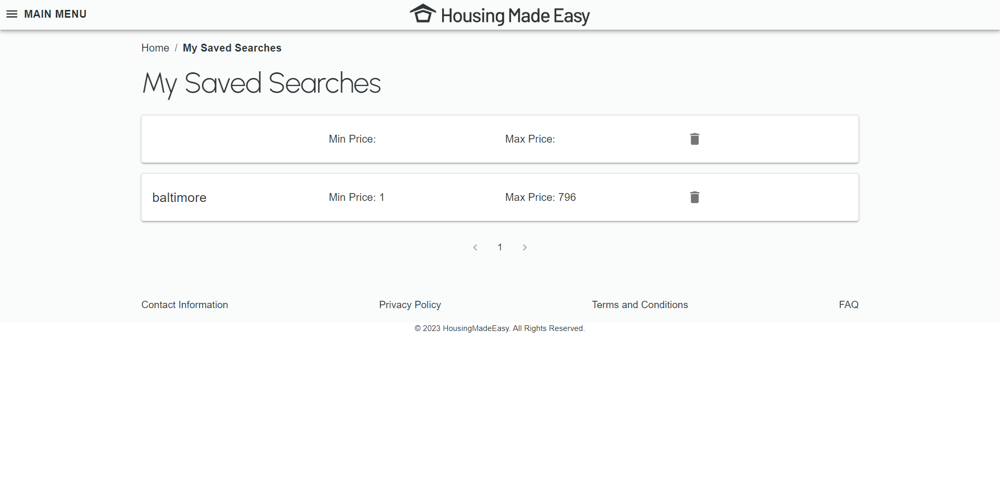 MAIN MENU
Housing Made Easy
Home / My Saved Searches
My Saved Searches
Min Price: Max Price:
baltimore Min Price: 1 Max Price: 796
1
Contact Information Privacy Policy Terms and Conditions FAQ
© 2023 HousingMadeEasy. All Rights Reserved.